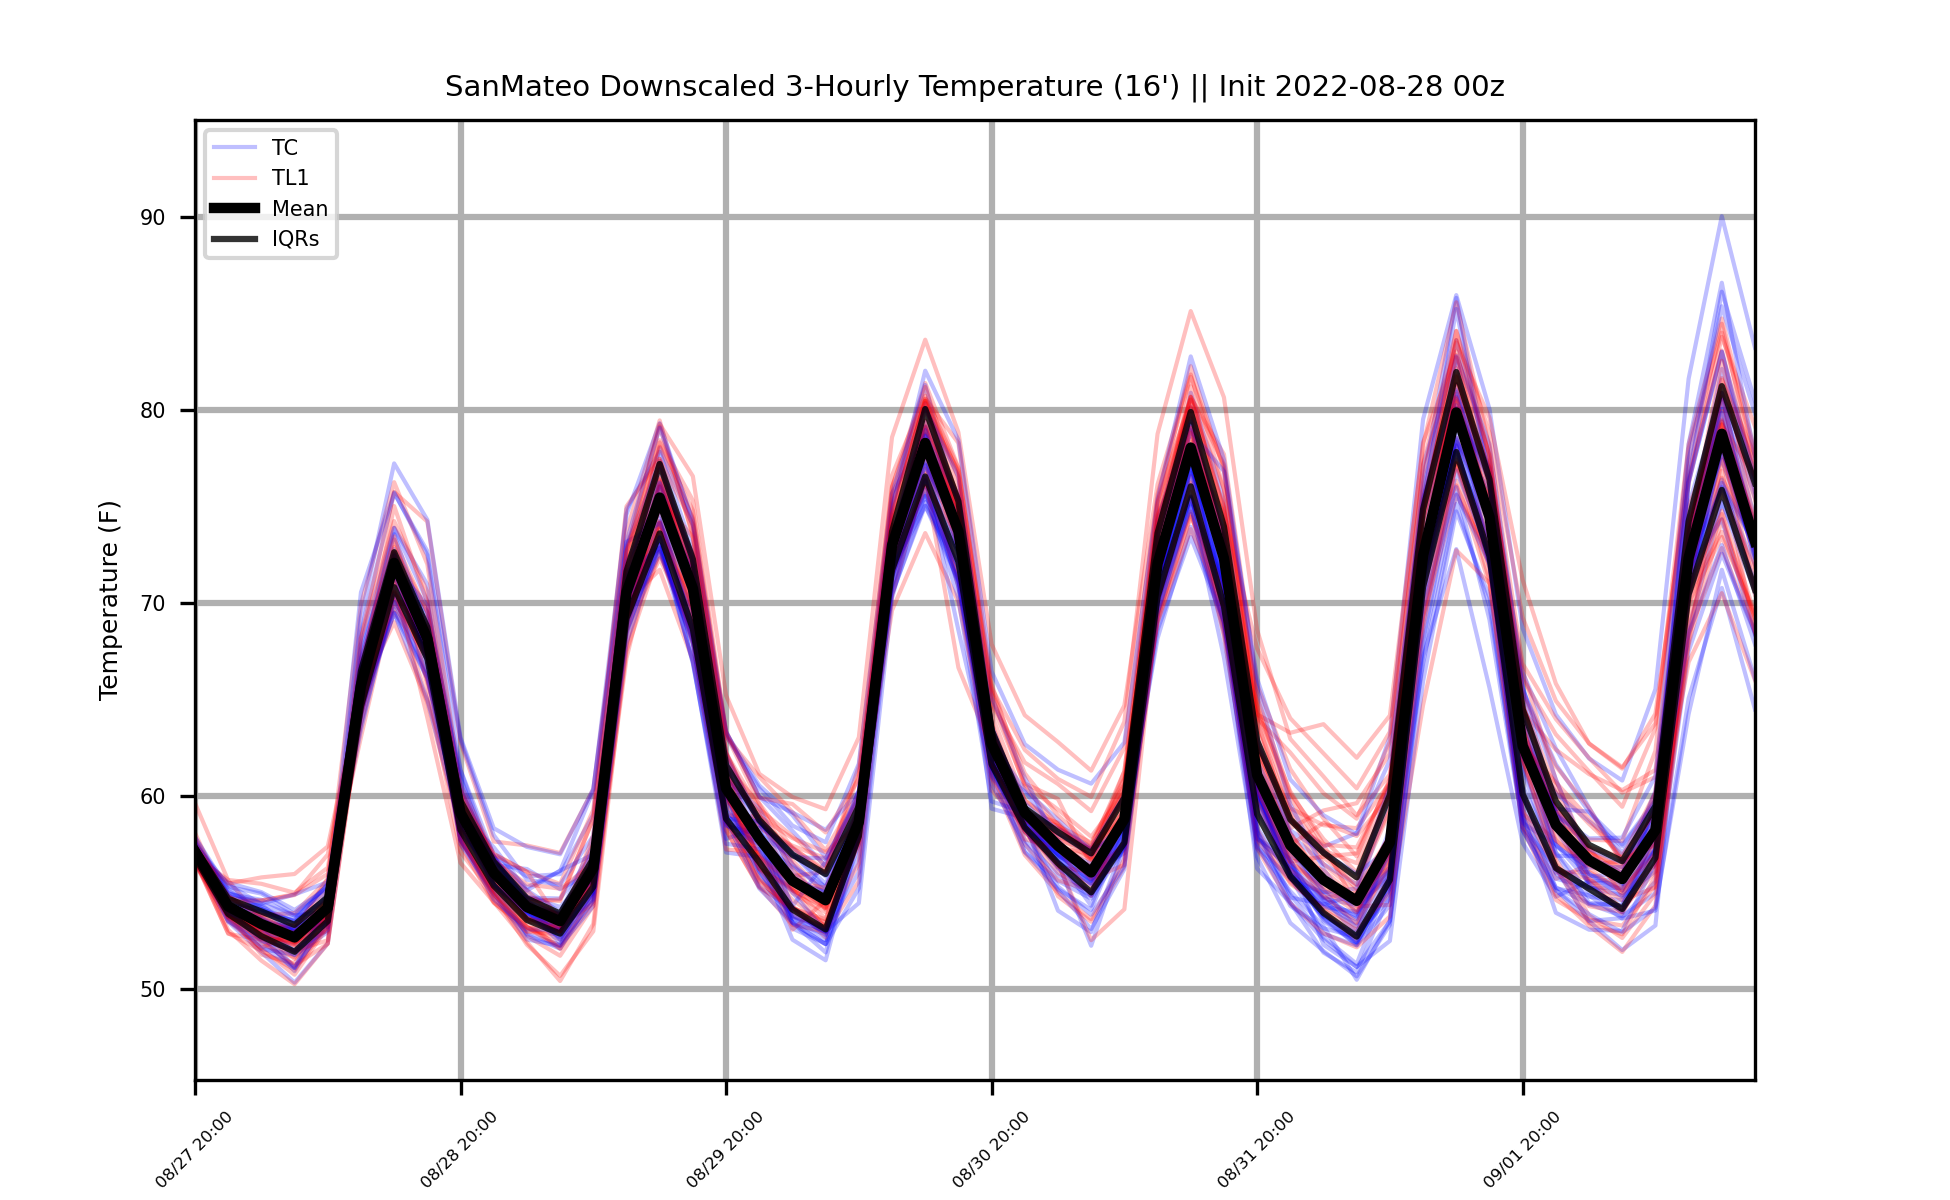 SanMateo Downscaled 3-Hourly Temperature (16') || Init 2022-08-28 00z
TC
TL1
Mean
IQRs
Temperature (F)
90
80
70
60
50
08/27 20:00
08/28 20:00
08/29 20:00
08/30 20:00
08/31 20:00
09/01 20:00